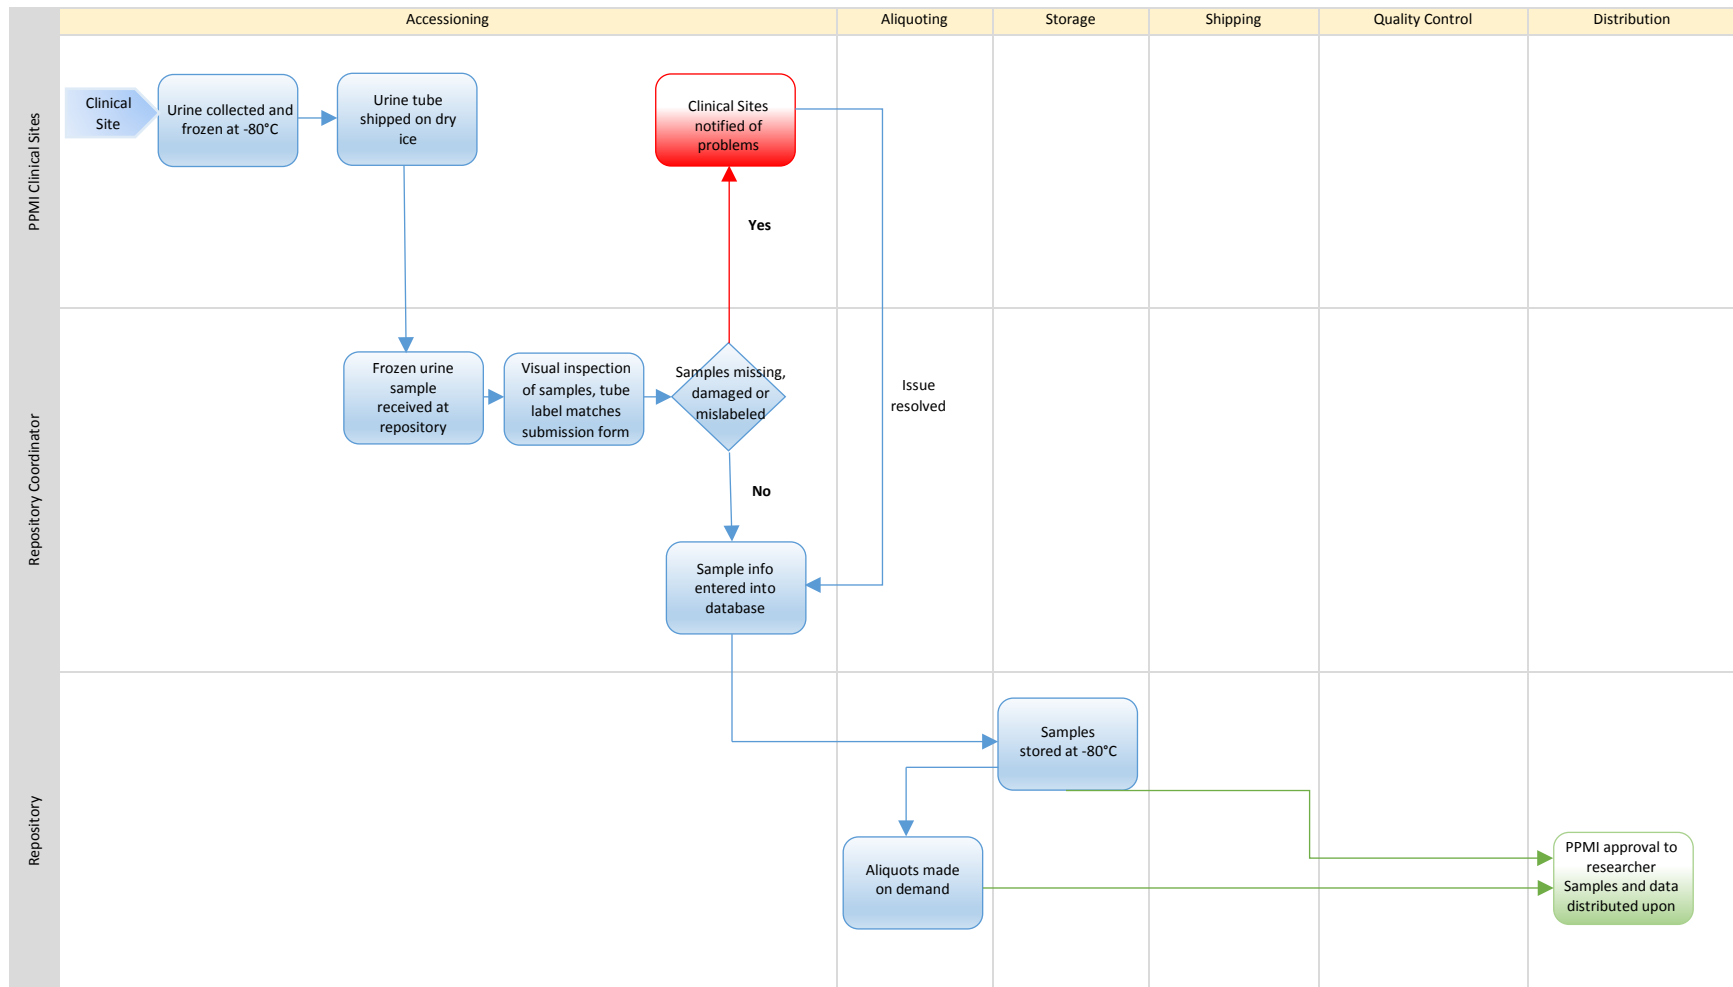 Accessioning
Aliquoting
Storage
Shipping
Quality Control
Distribution
PPMI Clinical Sites
Clinical
Site
Urine collected and
frozen at -80°C
Urine tube
shipped on dry
ice
Clinical Sites
notified of
problems
Yes
Repository Coordinator
Frozen urine
sample
received at
repository
Visual inspection
of samples, tube
label matches
submission form
Samples missing,
damaged or
mislabeled
Issue
resolved
No
Sample info
entered into
database
Repository
Samples
stored at -80°C
Aliquots made
on demand
PPMI approval to
researcher
Samples and data
distributed upon